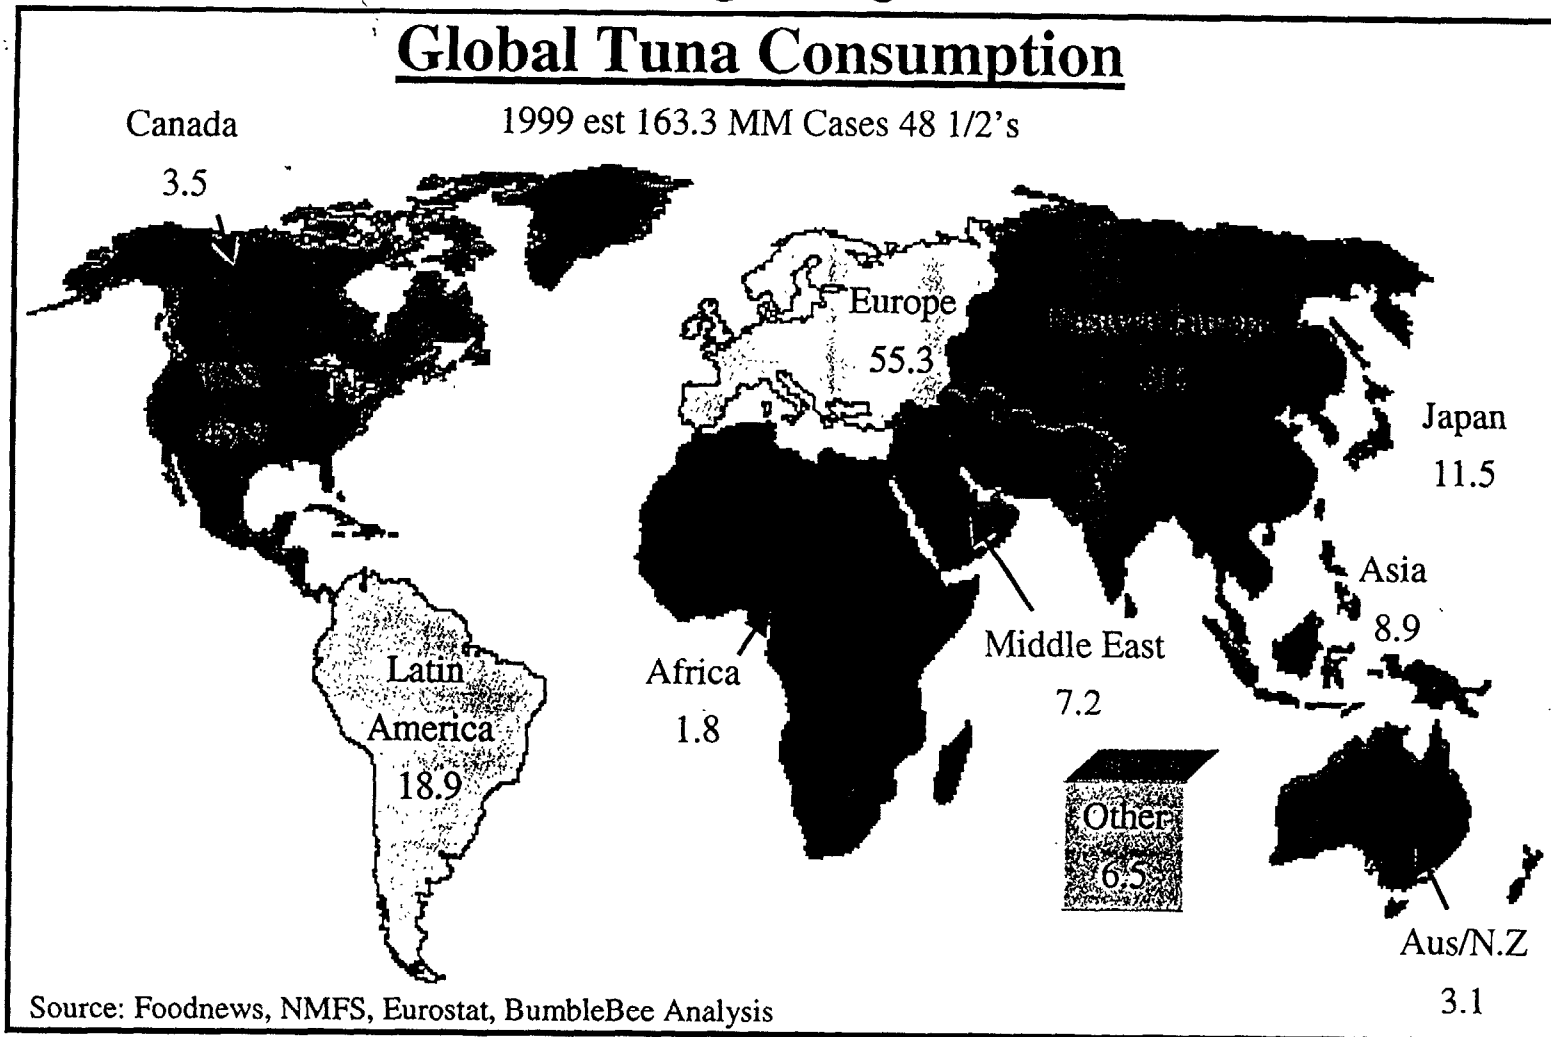 Global Tuna Consumption
1999 est 163.3 MM Cases 48 1/2's
Canada
3.5
Europe
55.3
Japan
11.5
Asia
8.9
Middle East
7.2
Africa
1.8
Latin
America
18.9
Other
6.5
Aus/N.Z
3.1
Source: Foodnews, NMFS, Eurostat, BumbleBee Analysis